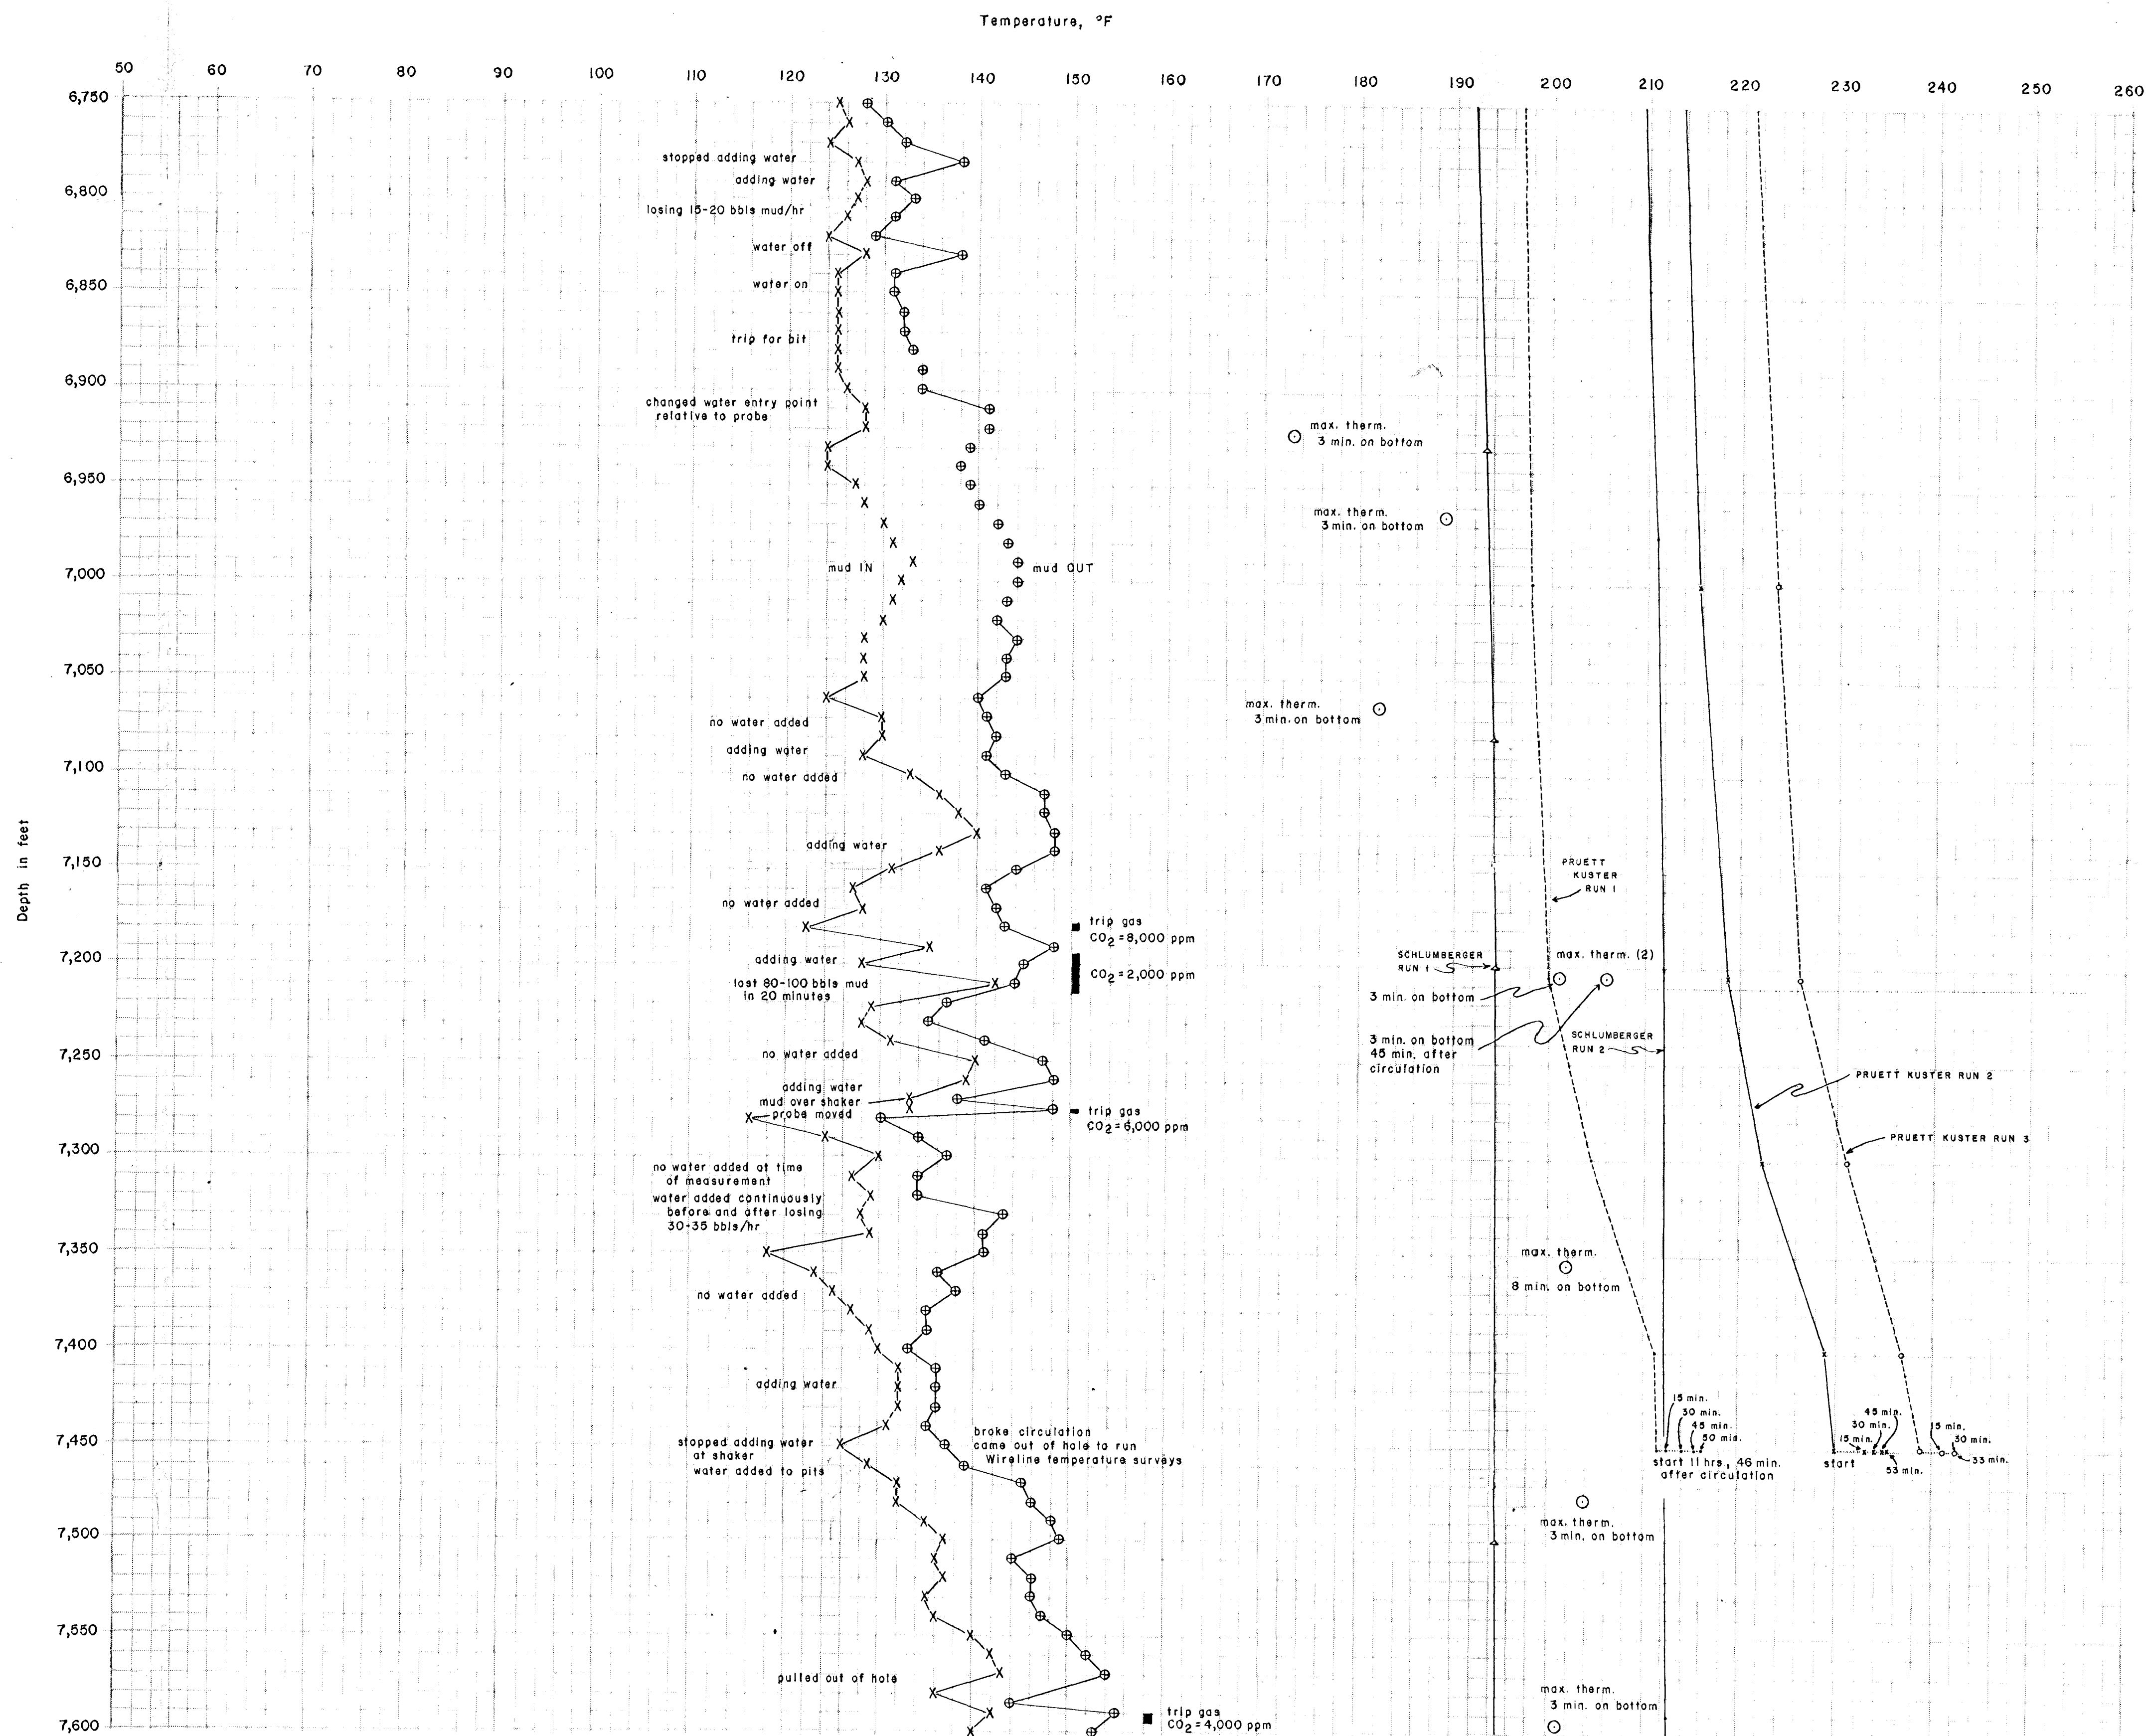 Temperature, °F
50 60 70 80 90 100 110 120 130 140 150 160 170 180 190 200 210 220 230 240 250 260
6,750
stopped adding water
adding water
6,800
losing 15-20 bbls mud/hr
water off
water on
6,850
trip for bit
6,900
changed water entry point
relative to probe
max. therm.
3 min. on bottom
6,950
max. therm.
3 min. on bottom
mud IN
mud OUT
7,000
7,050
max. therm.
3 min. on bottom
no water added
adding water
7,100
no water added
Depth in feet
adding water
7,150
PRUETT
KUSTER
RUN 1
no water added
trip gas
CO2 = 8,000 ppm
7,200
adding water
SCHLUMBERGER
RUN 1
max. therm. (2)
CO2 = 2,000 ppm
lost 80-100 bbls mud
in 20 minutes
3 min. on bottom
3 min. on bottom
45 min. after
circulation
SCHLUMBERGER
RUN 2
7,250
no water added
PRUETT KUSTER RUN 2
adding water
mud over shaker
probe moved
trip gas
CO2 = 6,000 ppm
PRUETT KUSTER RUN 3
7,300
no water added at time
of measurement
water added continuously
before and after losing
30-35 bbls/hr
7,350
max. therm.
8 min. on bottom
no water added
7,400
adding water
15 min.
30 min.
45 min.
50 min.
45 min.
30 min.
15 min.
15 min.
30 min.
broke circulation
came out of hole to run
Wireline temperature surveys
7,450
stopped adding water
at shaker
water added to pits
start 11 hrs., 46 min.
after circulation
start
53 min.
33 min.
7,500
max. therm.
3 min. on bottom
7,550
pulled out of hole
max. therm.
3 min. on bottom
trip gas
CO2 = 4,000 ppm
7,600